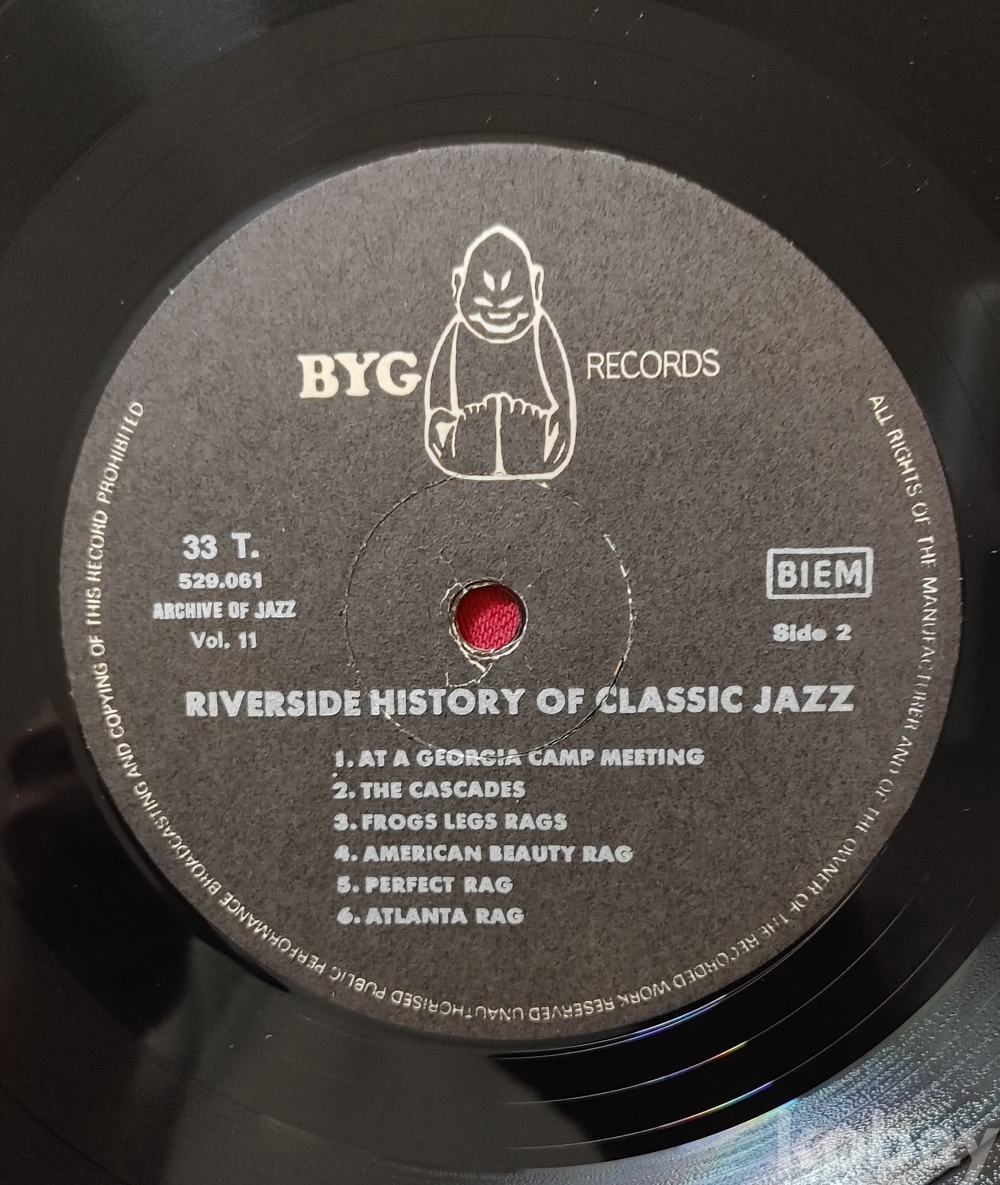 BYG RECORDS
33 T.
529.061
ARCHIVE OF JAZZ
Vol. 11
BIEM
Side 2
RIVERSIDE HISTORY OF CLASSIC JAZZ
1. AT A GEORGIA CAMP MEETING
2. THE CASCADES
3. FROGS LEGS RAGS
4. AMERICAN BEAUTY RAG
5. PERFECT RAG
6. ATLANTA RAG
ALL RIGHTS OF THE MANUFACTURER AND OF THE OWNER OF THE RECORDED WORK RESERVED UNAUTHORISED PUBLIC PERFORMANCE BROADCASTING AND COPYING OF THIS RECORD PROHIBITED